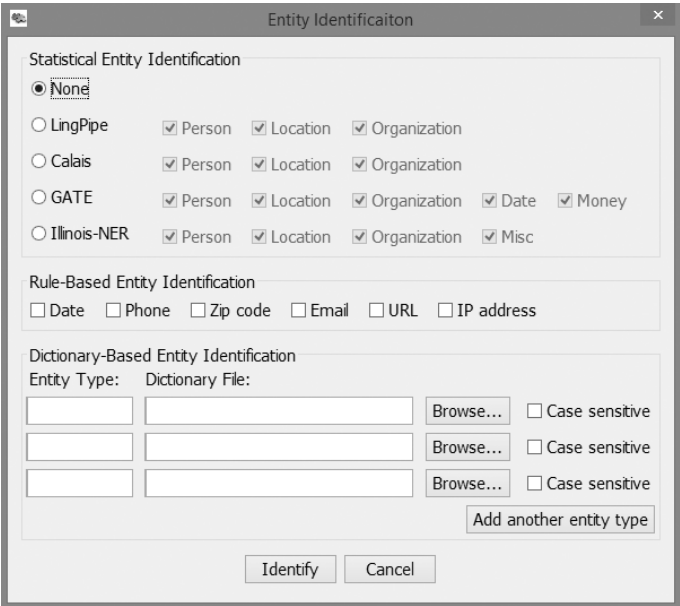 Entity Identificaiton
Statistical Entity Identification
None
LingPipe Person Location Organization
Calais Person Location Organization
GATE Person Location Organization Date Money
Illinois-NER Person Location Organization Misc
Rule-Based Entity Identification
Date Phone Zip code Email URL IP address
Dictionary-Based Entity Identification
Entity Type: Dictionary File:
Browse... Case sensitive
Browse... Case sensitive
Browse... Case sensitive
Add another entity type
Identify Cancel